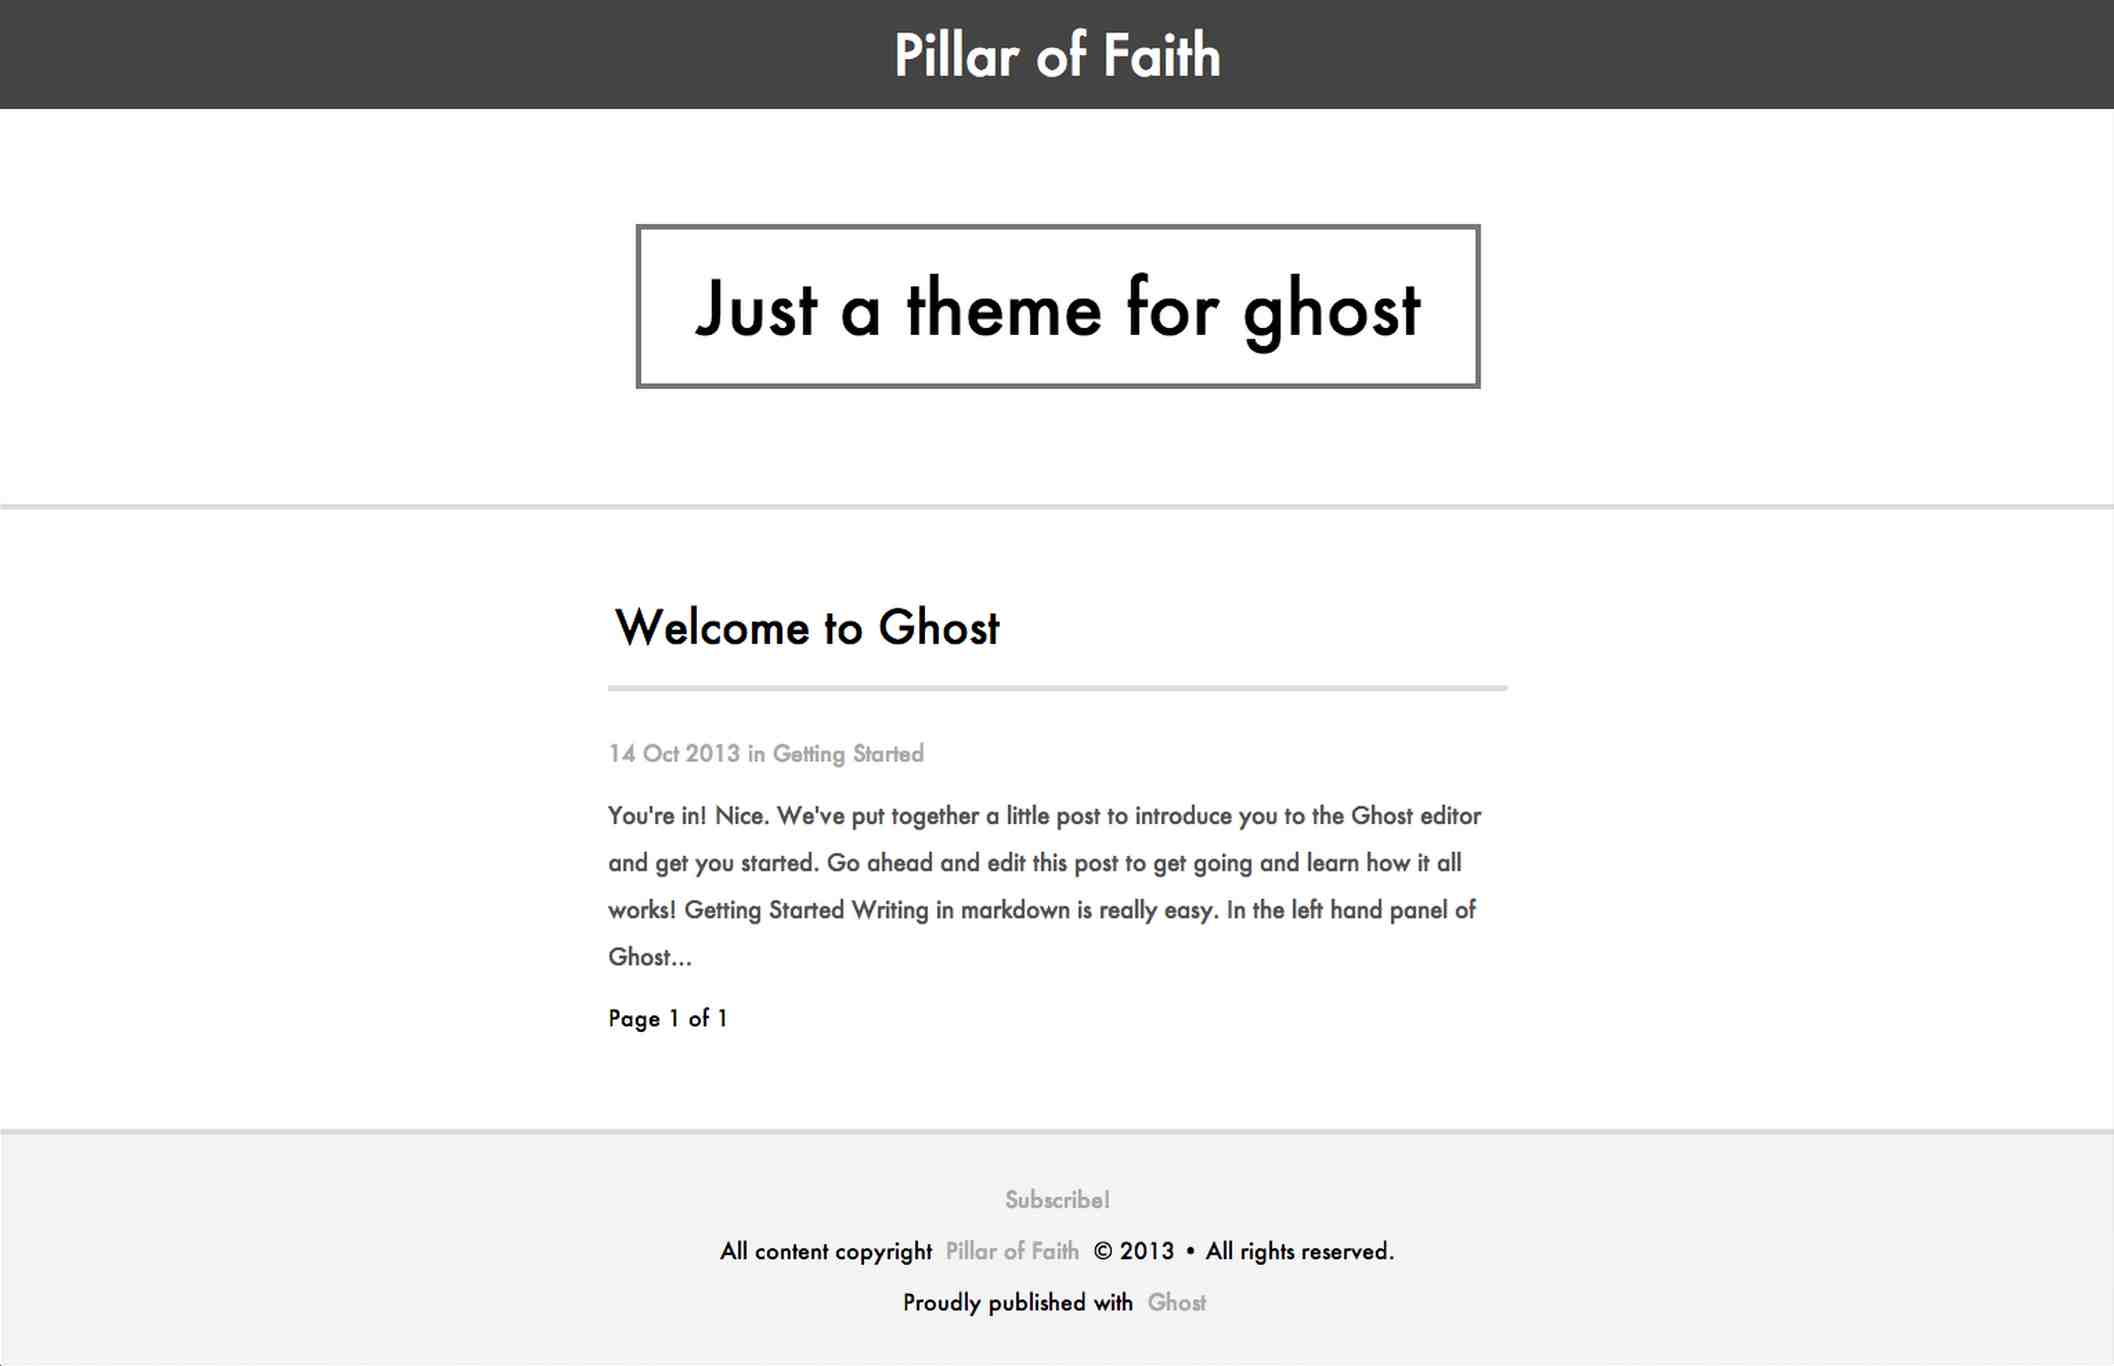 Pillar of Faith
Just a theme for ghost
Welcome to Ghost
14 Oct 2013 in Getting Started
You're in! Nice. We've put together a little post to introduce you to the Ghost editor
and get you started. Go ahead and edit this post to get going and learn how it all
works! Getting Started Writing in markdown is really easy. In the left hand panel of
Ghost...
Page 1 of 1
Subscribe!
All content copyright Pillar of Faith © 2013 • All rights reserved.
Proudly published with Ghost